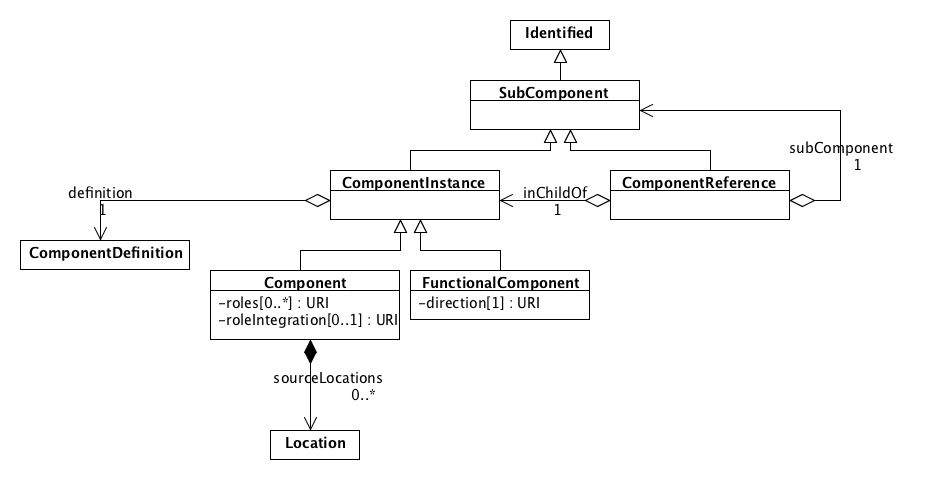 Identified
SubComponent
subComponent
1
ComponentInstance
inChildOf
1
ComponentReference
definition
1
ComponentDefinition
Component
−roles[0..*] : URI
−roleIntegration[0..1] : URI
FunctionalComponent
−direction[1] : URI
sourceLocations
0..*
Location